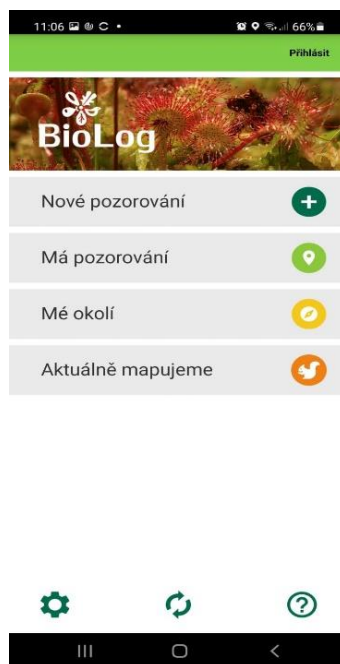 11:06
66%
Přihlásit
BioLog
Nové pozorování
Má pozorování
Mé okolí
Aktuálně mapujeme